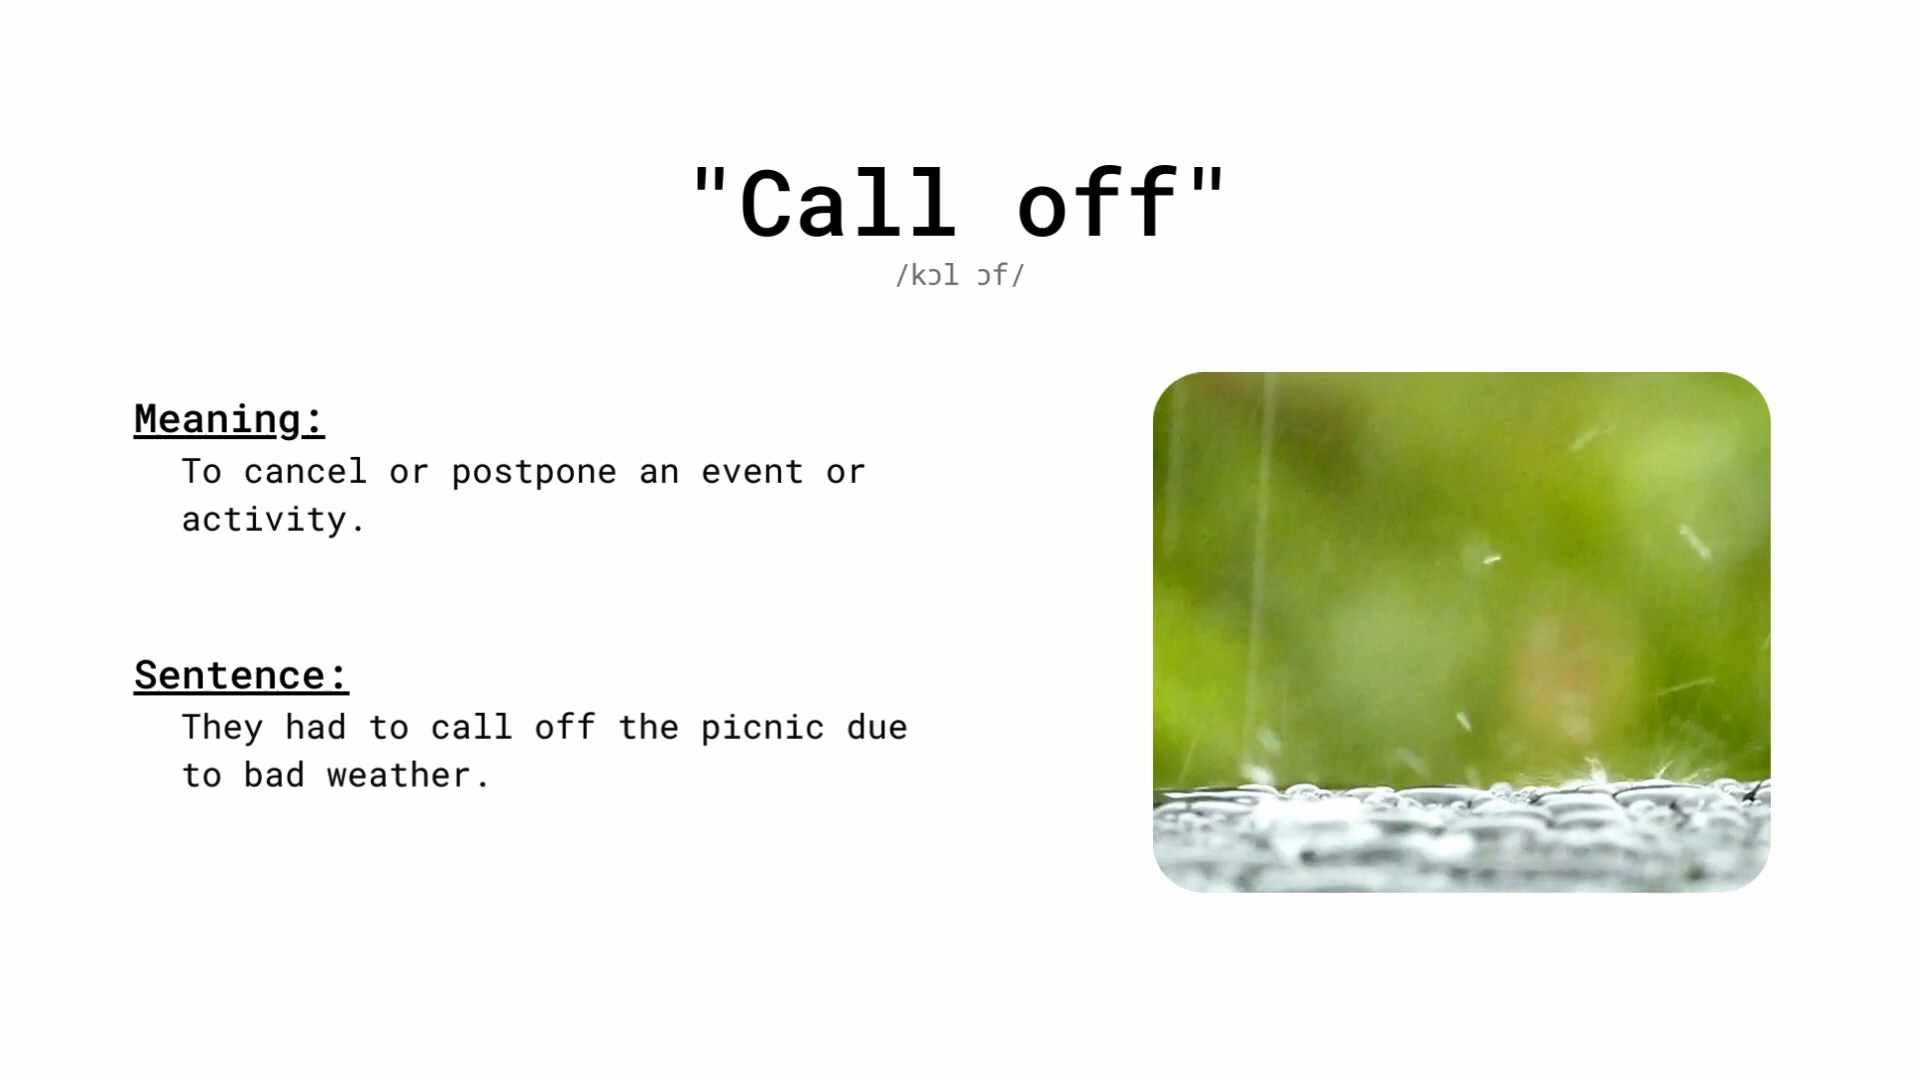 "Call off"
/kɔl ɔf/
Meaning:
To cancel or postpone an event or
activity.
Sentence:
They had to call off the picnic due
to bad weather.